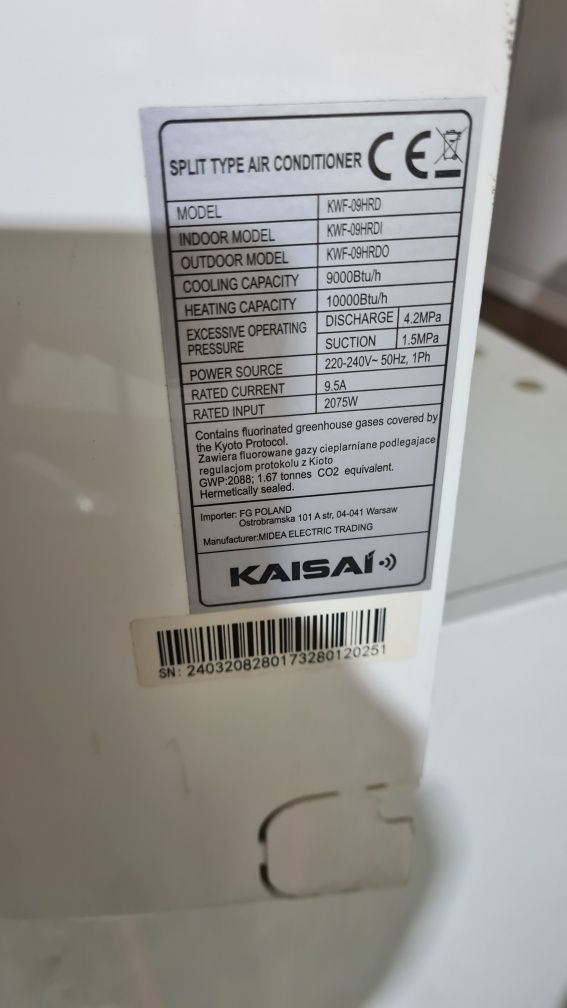 SPLIT TYPE AIR CONDITIONER CE
MODEL KWF-09HRD
INDOOR MODEL KWF-09HRDI
OUTDOOR MODEL KWF-09HRDO
COOLING CAPACITY 9000Btu/h
HEATING CAPACITY 10000Btu/h
EXCESSIVE OPERATING PRESSURE DISCHARGE 4.2MPa
SUCTION 1.5MPa
POWER SOURCE 220-240V~ 50Hz, 1Ph
RATED CURRENT 9.5A
RATED INPUT 2075W
Contains fluorinated greenhouse gases covered by
the Kyoto Protocol.
Zawiera fluorowane gazy cieplarniane podlegajace
regulacjom protokolu z Kioto
GWP:2088; 1.67 tonnes CO2 equivalent.
Hermetically sealed.
Importer: FG POLAND
Ostrobramska 101 A str, 04-041 Warsaw
Manufacturer:MIDEA ELECTRIC TRADING
KAISAI
SN: 2403208280173280120251